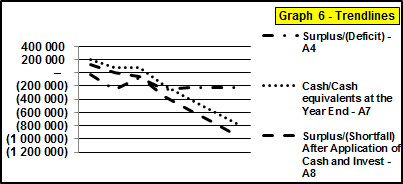 Graph 6 - Trendlines
400 000
200 000
–
(200 000)
(400 000)
(600 000)
(800 000)
(1 000 000)
(1 200 000)
Surplus/(Deficit) -
A4
Cash/Cash
equivalents at the
Year End - A7
Surplus/(Shortfall)
After Application of
Cash and Invest -
A8